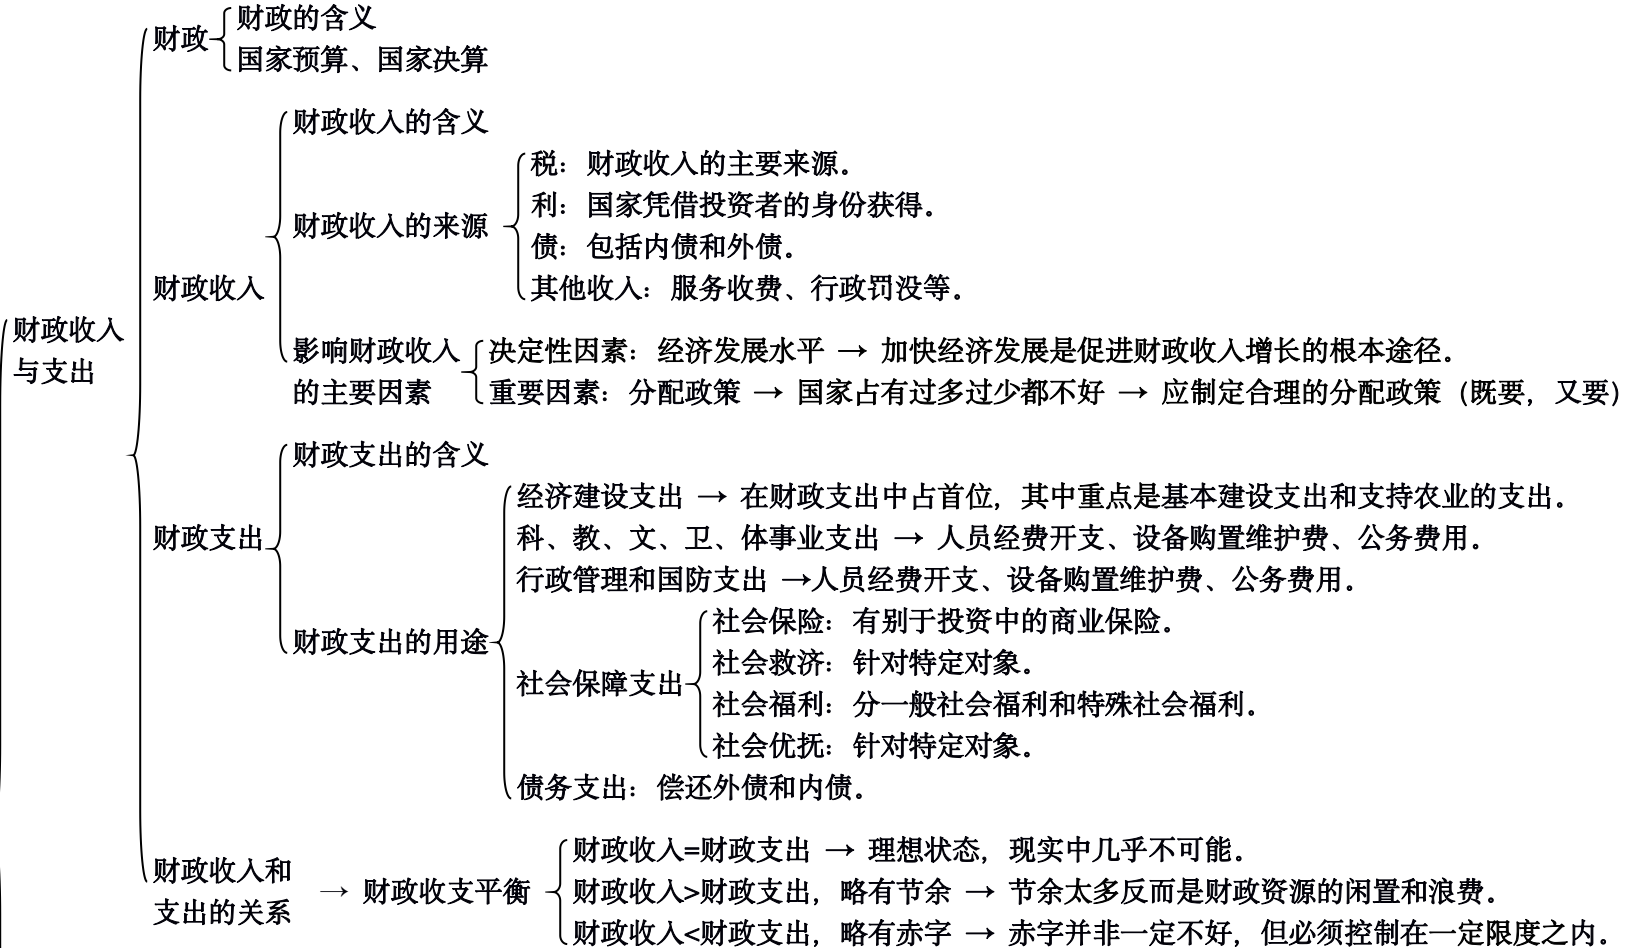 财政的含义
财政
国家预算、国家决算
财政收入的含义
税：财政收入的主要来源。
利：国家凭借投资者的身份获得。
财政收入的来源
债：包括内债和外债。
财政收入
其他收入：服务收费、行政罚没等。
财政收入
与支出
影响财政收入
的主要因素
决定性因素：经济发展水平 → 加快经济发展是促进财政收入增长的根本途径。
重要因素：分配政策 → 国家占有过多过少都不好 → 应制定合理的分配政策（既要，又要）
财政支出的含义
经济建设支出 → 在财政支出中占首位，其中重点是基本建设支出和支持农业的支出。
财政支出
科、教、文、卫、体事业支出 → 人员经费开支、设备购置维护费、公务费用。
行政管理和国防支出 →人员经费开支、设备购置维护费、公务费用。
社会保险：有别于投资中的商业保险。
财政支出的用途
社会救济：针对特定对象。
社会保障支出
社会福利：分一般社会福利和特殊社会福利。
社会优抚：针对特定对象。
债务支出：偿还外债和内债。
财政收入=财政支出 → 理想状态，现实中几乎不可能。
财政收入和
支出的关系
→ 财政收支平衡
财政收入>财政支出，略有节余 → 节余太多反而是财政资源的闲置和浪费。
财政收入<财政支出，略有赤字 → 赤字并非一定不好，但必须控制在一定限度之内。